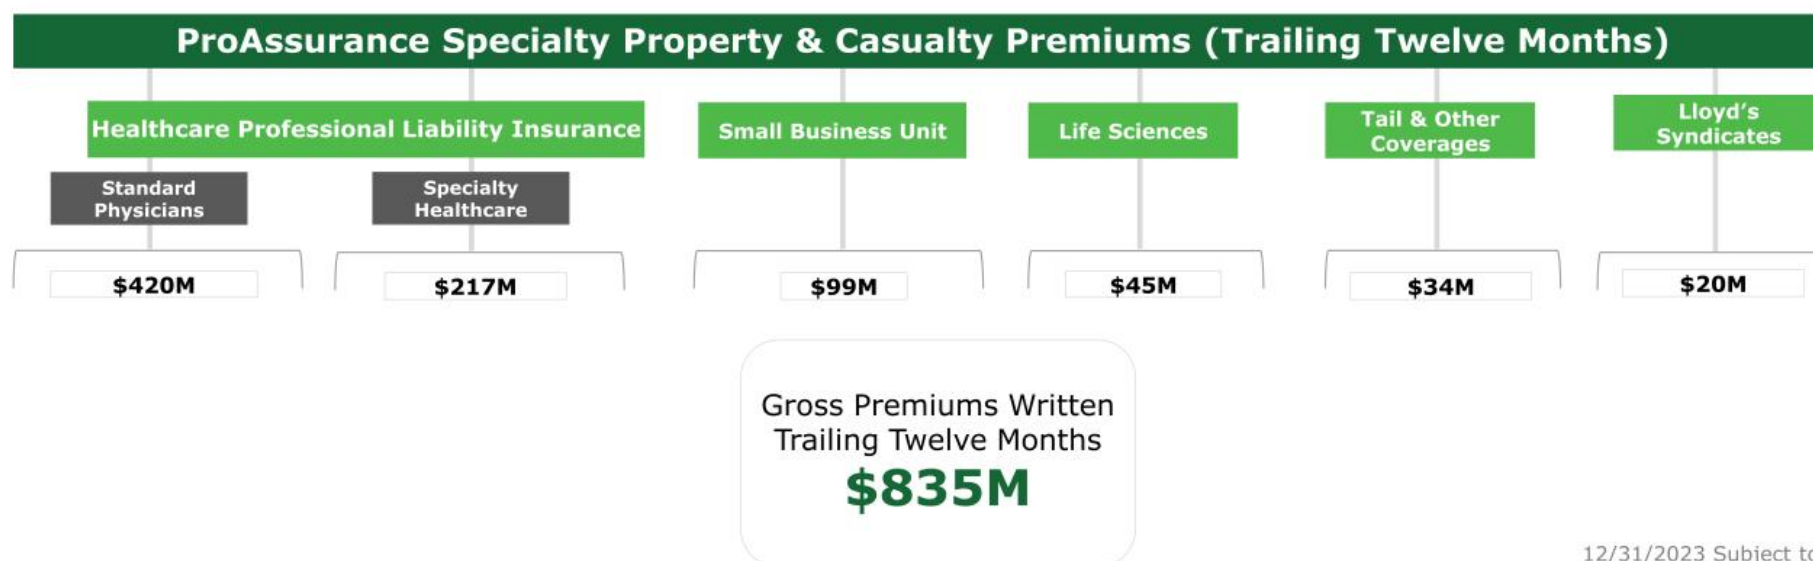 ProAssurance Specialty Property & Casualty Premiums (Trailing Twelve Months)
Healthcare Professional Liability Insurance
Small Business Unit
Life Sciences
Tail & Other
Coverages
Lloyd's
Syndicates
Standard
Physicians
Specialty
Healthcare
$420M
$217M
$99M
$45M
$34M
$20M
Gross Premiums Written
Trailing Twelve Months
$835M
12/31/2023 Subject to